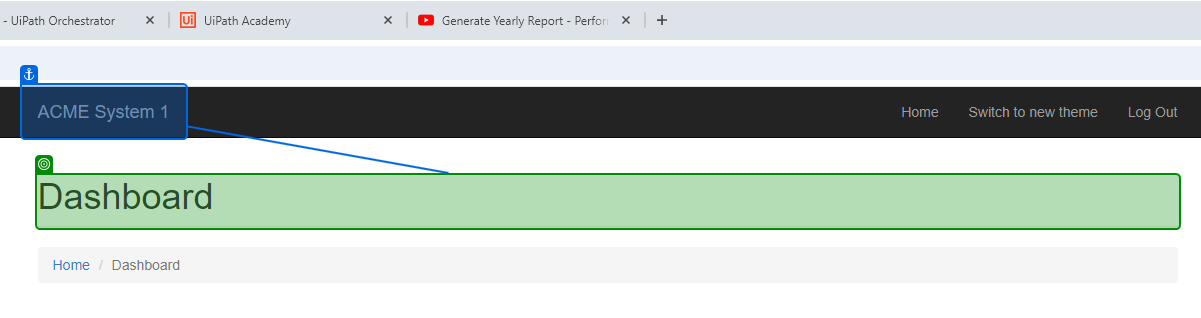 - UiPath Orchestrator Ui UiPath Academy Generate Yearly Report - Perfor
ACME System 1 Home Switch to new theme Log Out
Dashboard
Home / Dashboard